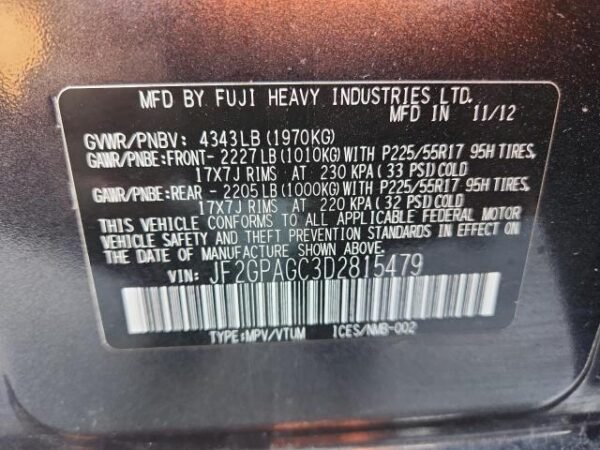 MFD BY FUJI HEAVY INDUSTRIES LTD.
MFD IN 11/12
GVWR/PNBV: 4343LB (1970KG)
GAWR/PNBE:FRONT- 2227LB (1010KG)WITH P225/55R17 95H TIRES,
17X7J RIMS AT 230 KPA (33 PSI)COLD
GAWR/PNBE:REAR - 2205LB (1000KG)WITH P225/55R17 95H TIRES,
17X7J RIMS AT 220 KPA (32 PSI)COLD
THIS VEHICLE CONFORMS TO ALL APPLICABLE FEDERAL MOTOR
VEHICLE SAFETY AND THEFT PREVENTION STANDARDS IN EFFECT ON
THE DATE OF MANUFACTURE SHOWN ABOVE.
VIN: JF2GPAGC3D2815479
TYPE:MPV/VTUM ICES/NMB-002